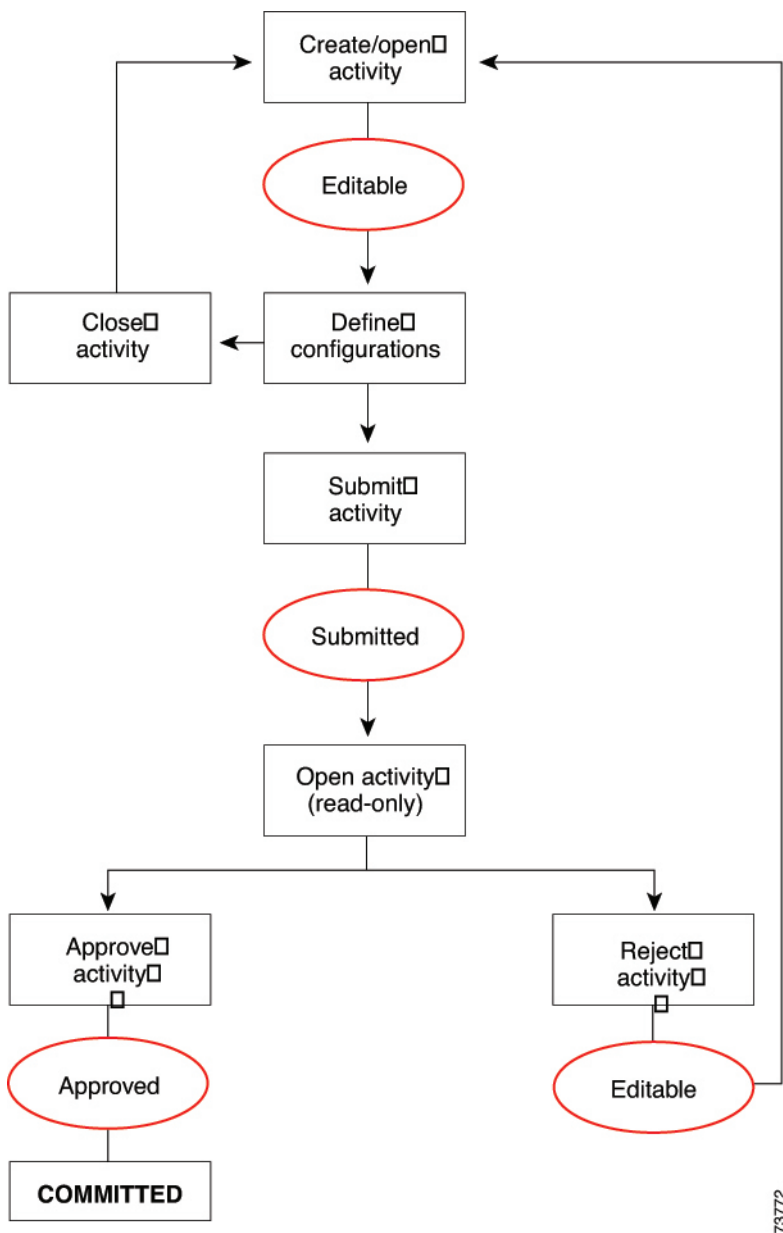 Create/open
activity
Editable
Close
activity
Define
configurations
Submit
activity
Submitted
Open activity
(read-only)
Approve
activity
Reject
activity
Approved
Editable
COMMITTED
73772